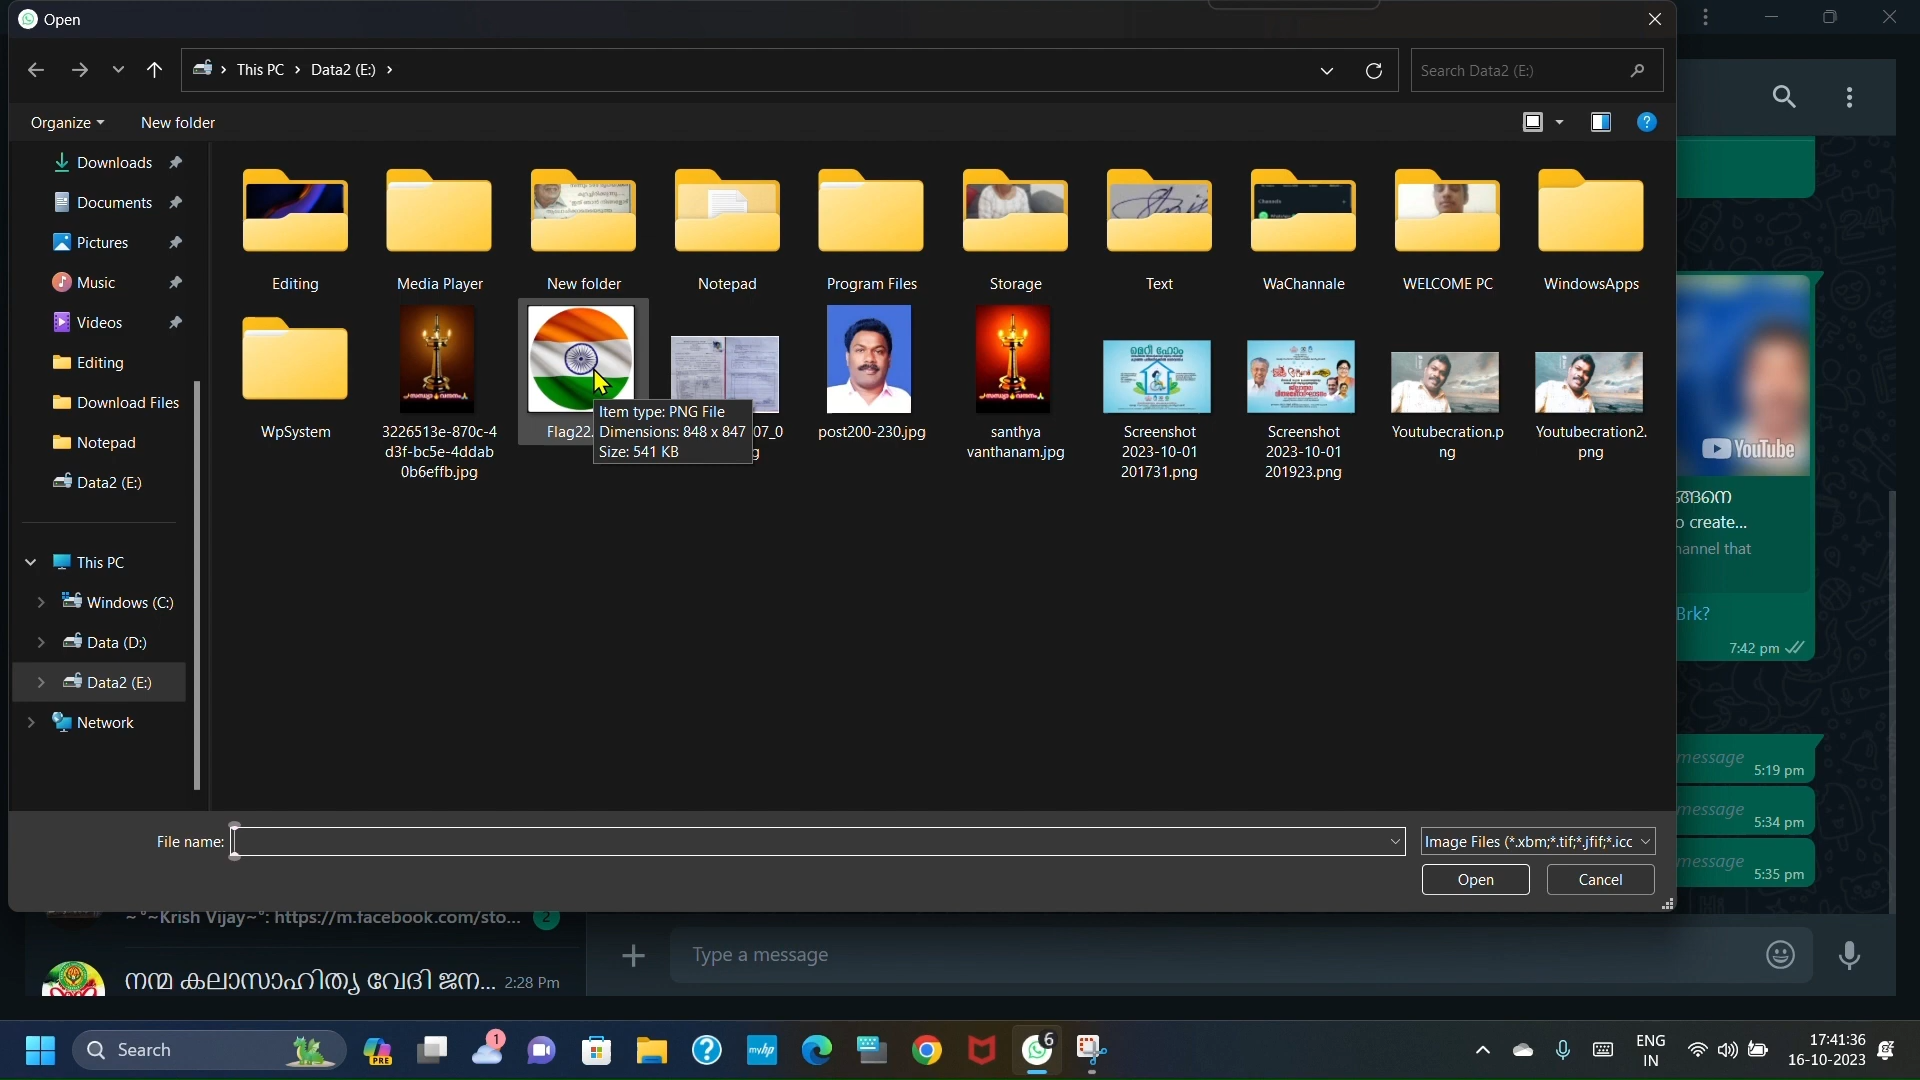 Open
This PC > Data2 (E:) >
Search Data2 (E:)
Organize
New folder
Downloads
Documents
Pictures
Music
Videos
Editing
Download Files
Notepad
Data2 (E:)
This PC
Windows (C:)
Data (D:)
Data2 (E:)
Network
Editing
Media Player
New folder
Notepad
Program Files
Storage
Text
WaChannale
WELCOME PC
WindowsApps
WpSystem
3226513e-870c-4
d3f-bc5e-4ddab
0b6effb.jpg
Flag22.
Item type: PNG File
Dimensions: 848 x 847
Size: 541 KB
07_0
g
post200-230.jpg
santhya
vanthanam.jpg
മെറി ഹോം
Screenshot
2023-10-01
201731.png
Screenshot
2023-10-01
201923.png
Youtubecration.p
ng
Youtubecration2.
png
File name:
Image Files (*.xbm;*.tif;*.jfif;*.icc
Open
Cancel
YouTube
ങ്ങനെ
o create...
annel that
Brk?
7:42 pm
message
5:19 pm
message
5:34 pm
message
5:35 pm
~°~Krish Vijay~°: https://m.facebook.com/sto...
2
നന്മ കലാസാഹിത്യ വേദി ജന...
2:28 Pm
Type a message
Search
PRE
1
myhp
6
ENG
IN
17:41:36
16-10-2023